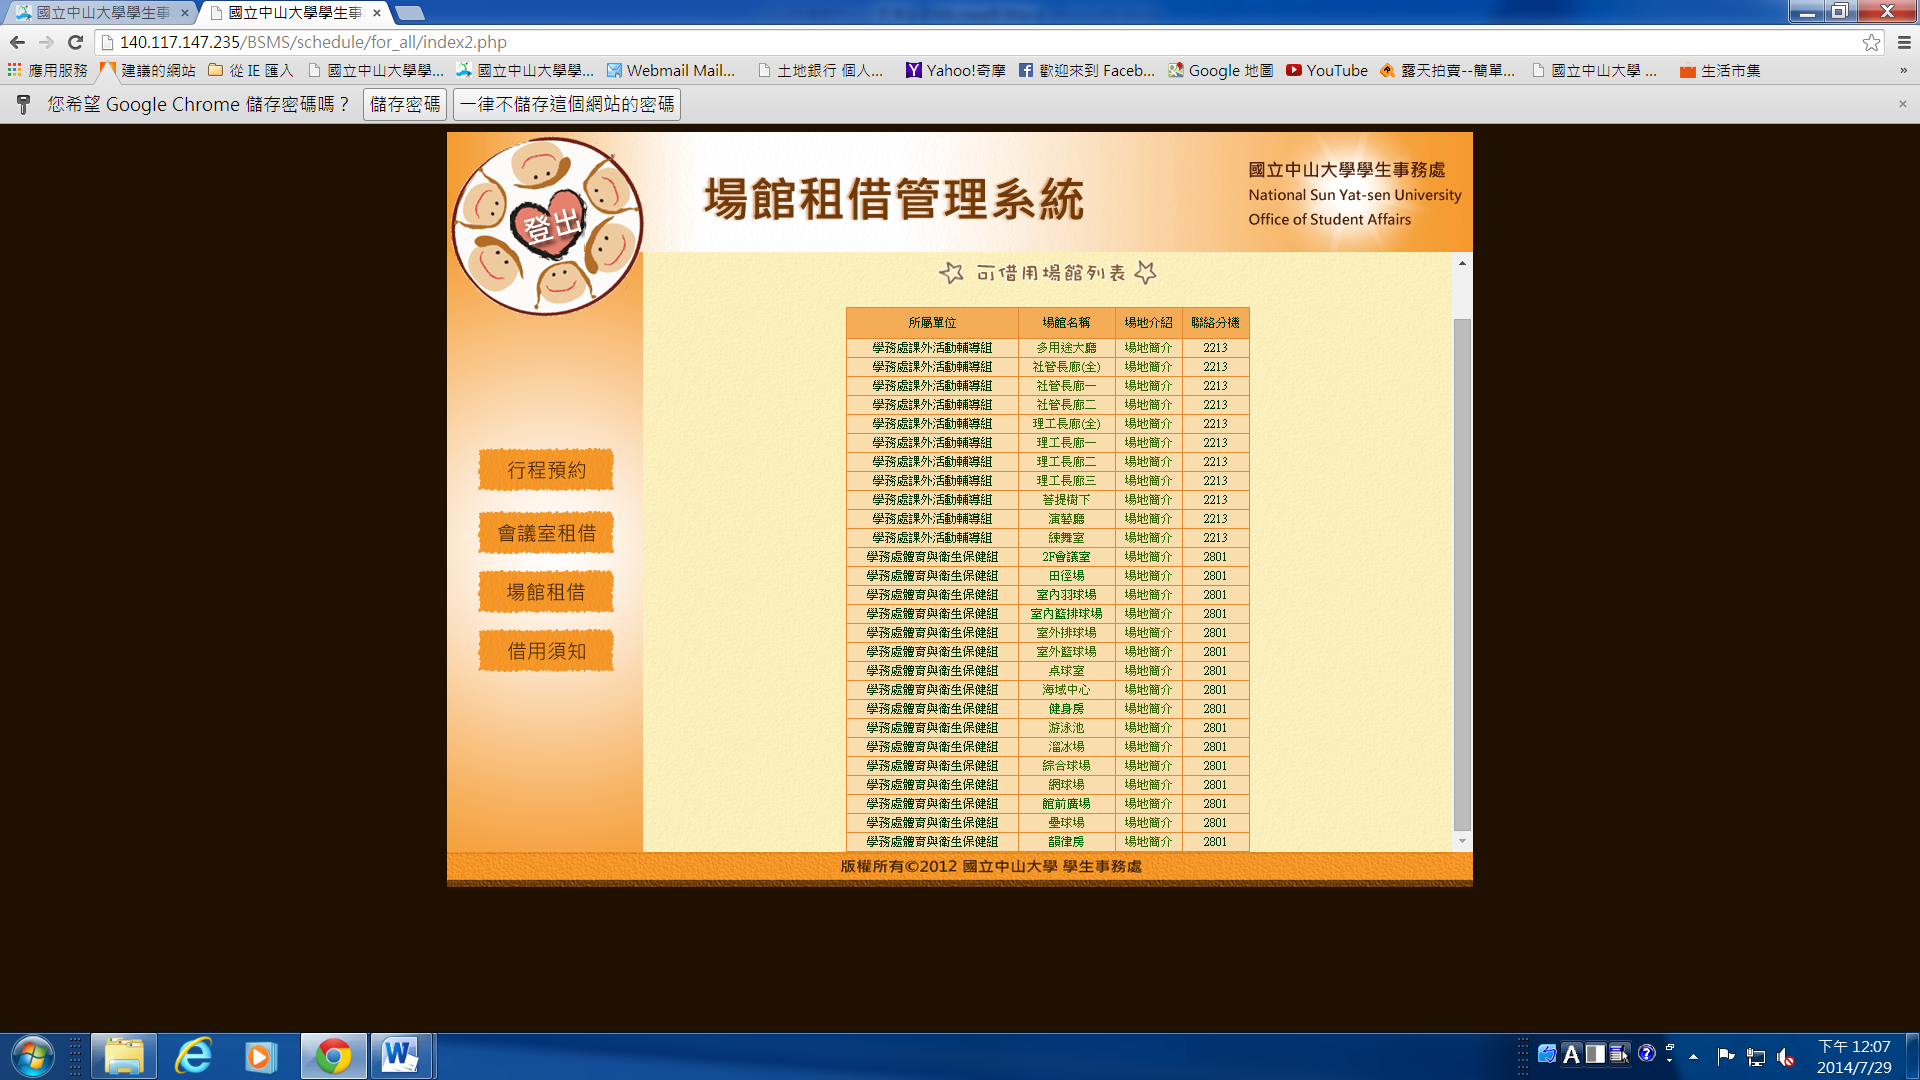 國立中山大學學生事
國立中山大學學生事
140.117.147.235/BSMS/schedule/for_all/index2.php
應用服務 建議的網站 從 IE 匯入 國立中山大學學... 國立中山大學學... Webmail Mail... 土地銀行 個人... Yahoo!奇摩 歡迎來到 Faceb... Google 地圖 YouTube 露天拍賣--簡單... 國立中山大學 ... 生活市集 »
您希望 Google Chrome 儲存密碼嗎？ 儲存密碼 一律不儲存這個網站的密碼
登出
場館租借管理系統
國立中山大學學生事務處
National Sun Yat-sen University
Office of Student Affairs
行程預約
會議室租借
場館租借
借用須知
可借用場館列表
所屬單位 場館名稱 場地介紹 聯絡分機
學務處課外活動輔導組 多用途大廳 場地簡介 2213
學務處課外活動輔導組 社管長廊(全) 場地簡介 2213
學務處課外活動輔導組 社管長廊一 場地簡介 2213
學務處課外活動輔導組 社管長廊二 場地簡介 2213
學務處課外活動輔導組 理工長廊(全) 場地簡介 2213
學務處課外活動輔導組 理工長廊一 場地簡介 2213
學務處課外活動輔導組 理工長廊二 場地簡介 2213
學務處課外活動輔導組 理工長廊三 場地簡介 2213
學務處課外活動輔導組 菩提樹下 場地簡介 2213
學務處課外活動輔導組 演藝廳 場地簡介 2213
學務處課外活動輔導組 練舞室 場地簡介 2213
學務處體育與衛生保健組 2F會議室 場地簡介 2801
學務處體育與衛生保健組 田徑場 場地簡介 2801
學務處體育與衛生保健組 室內羽球場 場地簡介 2801
學務處體育與衛生保健組 室內籃排球場 場地簡介 2801
學務處體育與衛生保健組 室外排球場 場地簡介 2801
學務處體育與衛生保健組 室外籃球場 場地簡介 2801
學務處體育與衛生保健組 桌球室 場地簡介 2801
學務處體育與衛生保健組 海域中心 場地簡介 2801
學務處體育與衛生保健組 健身房 場地簡介 2801
學務處體育與衛生保健組 游泳池 場地簡介 2801
學務處體育與衛生保健組 溜冰場 場地簡介 2801
學務處體育與衛生保健組 綜合球場 場地簡介 2801
學務處體育與衛生保健組 網球場 場地簡介 2801
學務處體育與衛生保健組 館前廣場 場地簡介 2801
學務處體育與衛生保健組 壘球場 場地簡介 2801
學務處體育與衛生保健組 韻律房 場地簡介 2801
版權所有©2012 國立中山大學 學生事務處
A
下午 12:07
2014/7/29